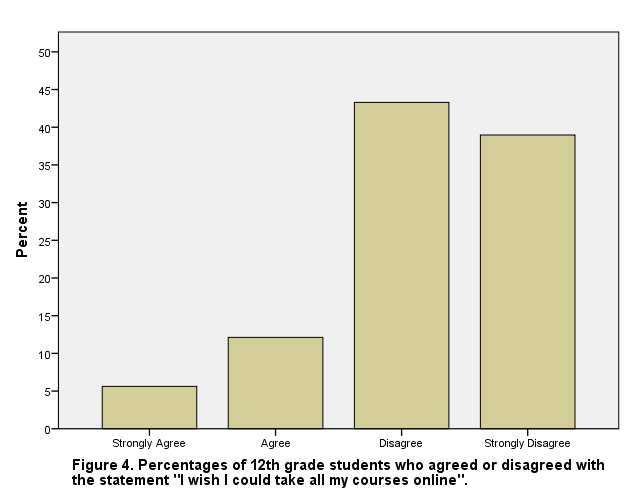 50
45
40
35
30
25
20
15
10
5
0
Percent
Strongly Agree
Agree
Disagree
Strongly Disagree
Figure 4. Percentages of 12th grade students who agreed or disagreed with
the statement "I wish I could take all my courses online".